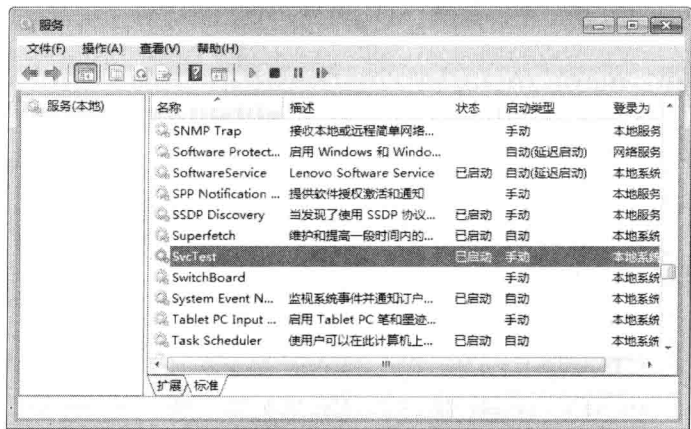 服务
文件(F) 操作(A) 查看(V) 帮助(H)
服务(本地)
名称 描述 状态 启动类型 登录为
SNMP Trap 接收本地或远程简单网络... 手动 本地服务
Software Protect... 启用 Windows 和 Windo... 自动(延迟启动) 网络服务
SoftwareService Lenovo Software Service 已启动 自动(延迟启动) 本地系统
SPP Notification ... 提供软件授权激活和通知 手动 本地服务
SSDP Discovery 当发现了使用 SSDP 协议... 已启动 手动 本地服务
Superfetch 维护和提高一段时间内的... 已启动 自动 本地系统
SvcTest 已启动 手动 本地系统
SwitchBoard 手动 本地系统
System Event N... 监视系统事件并通知订户... 已启动 自动 本地系统
Tablet PC Input ... 启用 Tablet PC 笔和墨迹... 手动 本地系统
Task Scheduler 使用户可以在此计算机上... 已启动 自动 本地系统
扩展 标准